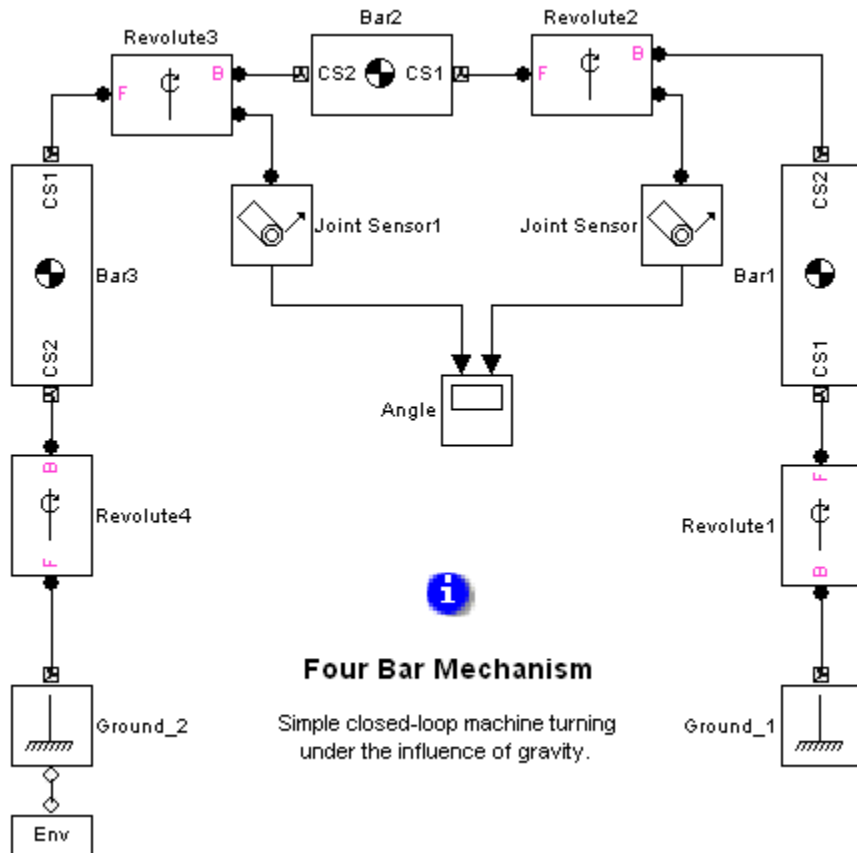 Bar2
Revolute2
Revolute3
F
B
CS2 CS1
F
B
CS1
Joint Sensor1
Joint Sensor
CS2
Bar3
Bar1
CS2
CS1
Angle
B
F
Revolute4
Revolute1
F
B
i
Four Bar Mechanism
Ground_2
Simple closed-loop machine turning
under the influence of gravity.
Ground_1
Env